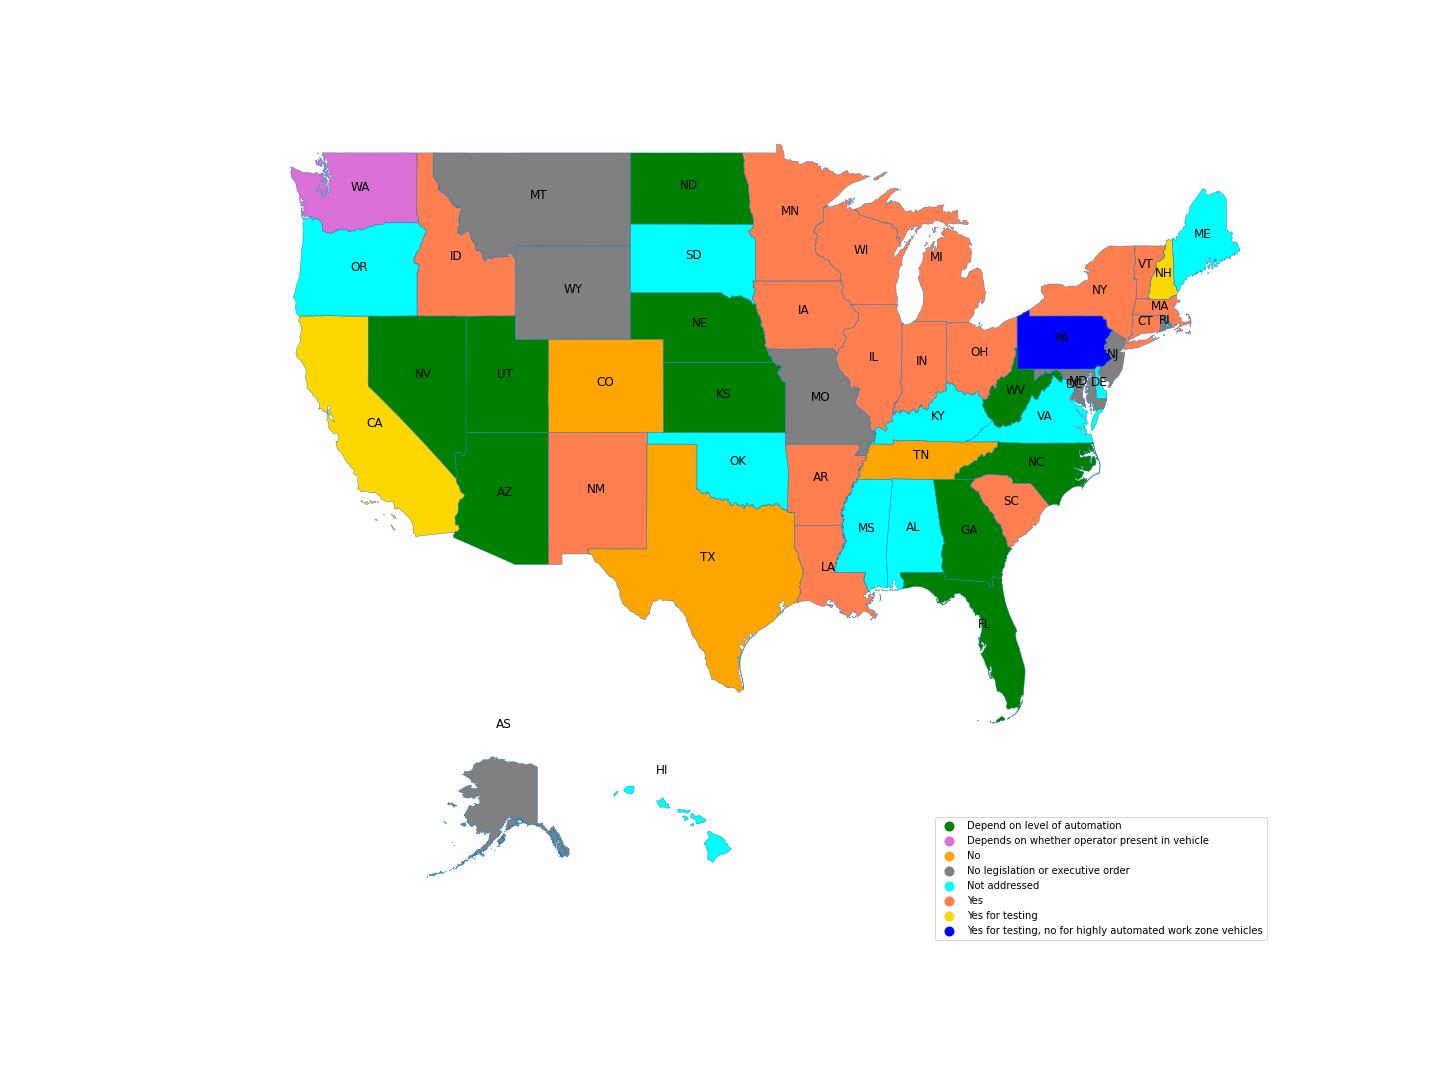 WA
MT
ND
MN
ME
OR
ID
SD
WI
MI
VT
NH
WY
NY
IA
MA
NE
CT
RI
PA
NV
UT
CO
KS
MO
IL
IN
OH
NJ
MD
DC
DE
WV
CA
KY
VA
TN
OK
NC
AZ
NM
AR
SC
TX
MS
AL
GA
LA
FL
AS
HI
Depend on level of automation
Depends on whether operator present in vehicle
No
No legislation or executive order
Not addressed
Yes
Yes for testing
Yes for testing, no for highly automated work zone vehicles